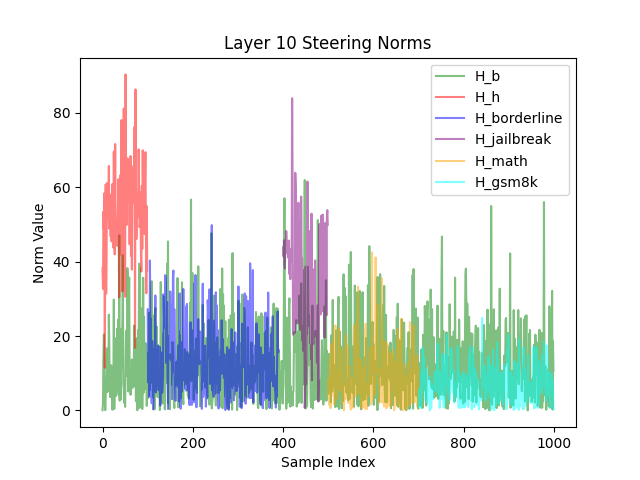 Layer 10 Steering Norms
H_b
H_h
H_borderline
H_jailbreak
H_math
H_gsm8k
Norm Value
80
60
40
20
0
0
200
400
600
800
1000
Sample Index